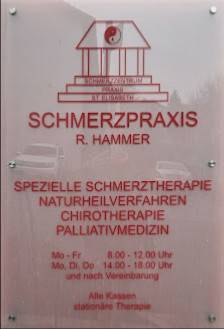 SCHMERZZENTRUM
PRAXIS
ST. ELISABETH
SCHMERZPRAXIS
R. HAMMER
SPEZIELLE SCHMERZTHERAPIE
NATURHEILVERFAHREN
CHIROTHERAPIE
PALLIATIVMEDIZIN
Mo - Fr 8.00 - 12.00 Uhr
Mo, Di, Do 14.00 - 18.00 Uhr
und nach Vereinbarung
Alle Kassen
stationäre Therapie